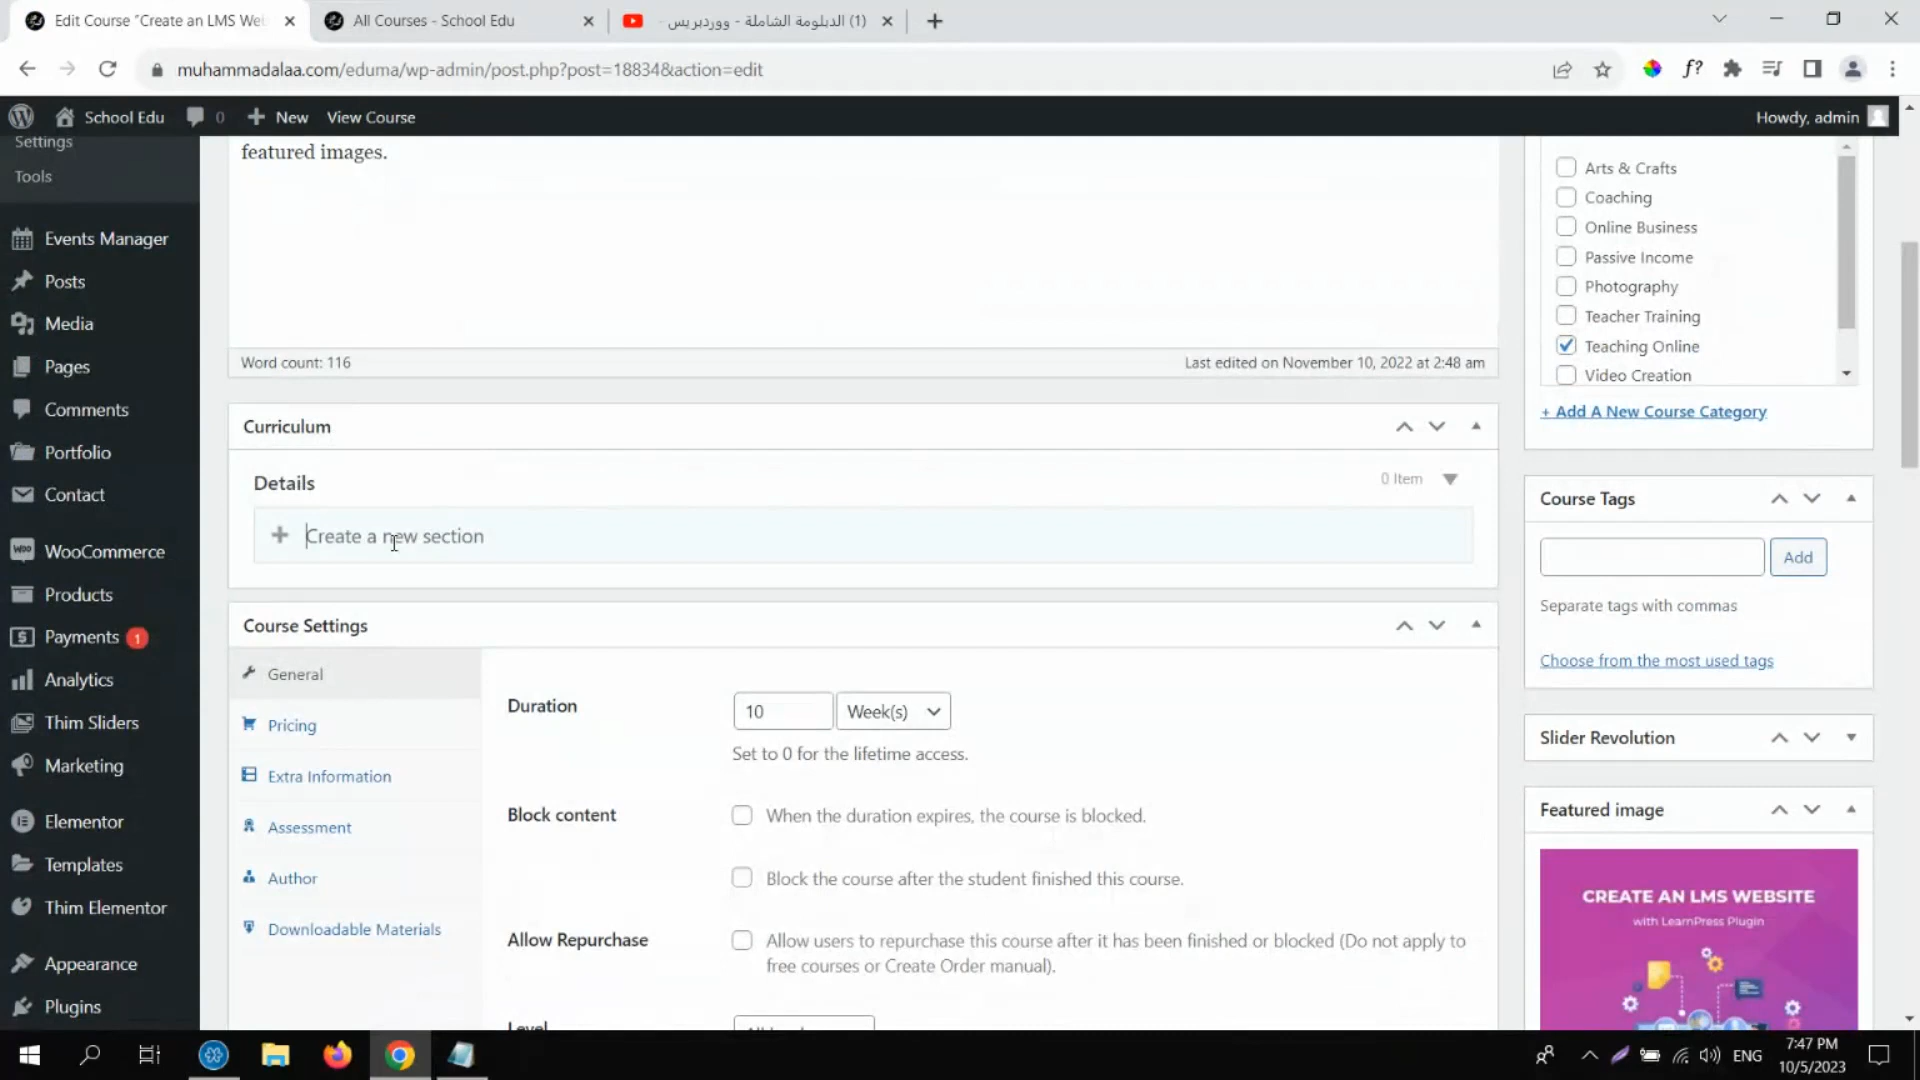 Edit Course "Create an LMS Web
All Courses - School Edu
(1) الدبلومة الشاملة - ووردبريس -
muhammadalaa.com/eduma/wp-admin/post.php?post=18834&action=edit
f?
School Edu
0
New
View Course
Howdy, admin
Settings
Tools
Events Manager
Posts
Media
Pages
Comments
Portfolio
Contact
WooCommerce
Products
Payments 1
Analytics
Thim Sliders
Marketing
Elementor
Templates
Thim Elementor
Appearance
Plugins
featured images.
Word count: 116
Last edited on November 10, 2022 at 2:48 am
Curriculum
Details
0 Item
Create a new section
Course Settings
General
Pricing
Extra Information
Assessment
Author
Downloadable Materials
Duration
10
Week(s)
Set to 0 for the lifetime access.
Block content
When the duration expires, the course is blocked.
Block the course after the student finished this course.
Allow Repurchase
Allow users to repurchase this course after it has been finished or blocked (Do not apply to
free courses or Create Order manual).
Level
Arts & Crafts
Coaching
Online Business
Passive Income
Photography
Teacher Training
Teaching Online
Video Creation
+ Add A New Course Category
Course Tags
Add
Separate tags with commas
Choose from the most used tags
Slider Revolution
Featured image
CREATE AN LMS WEBSITE
with LearnPress Plugin
ENG
7:47 PM
10/5/2023